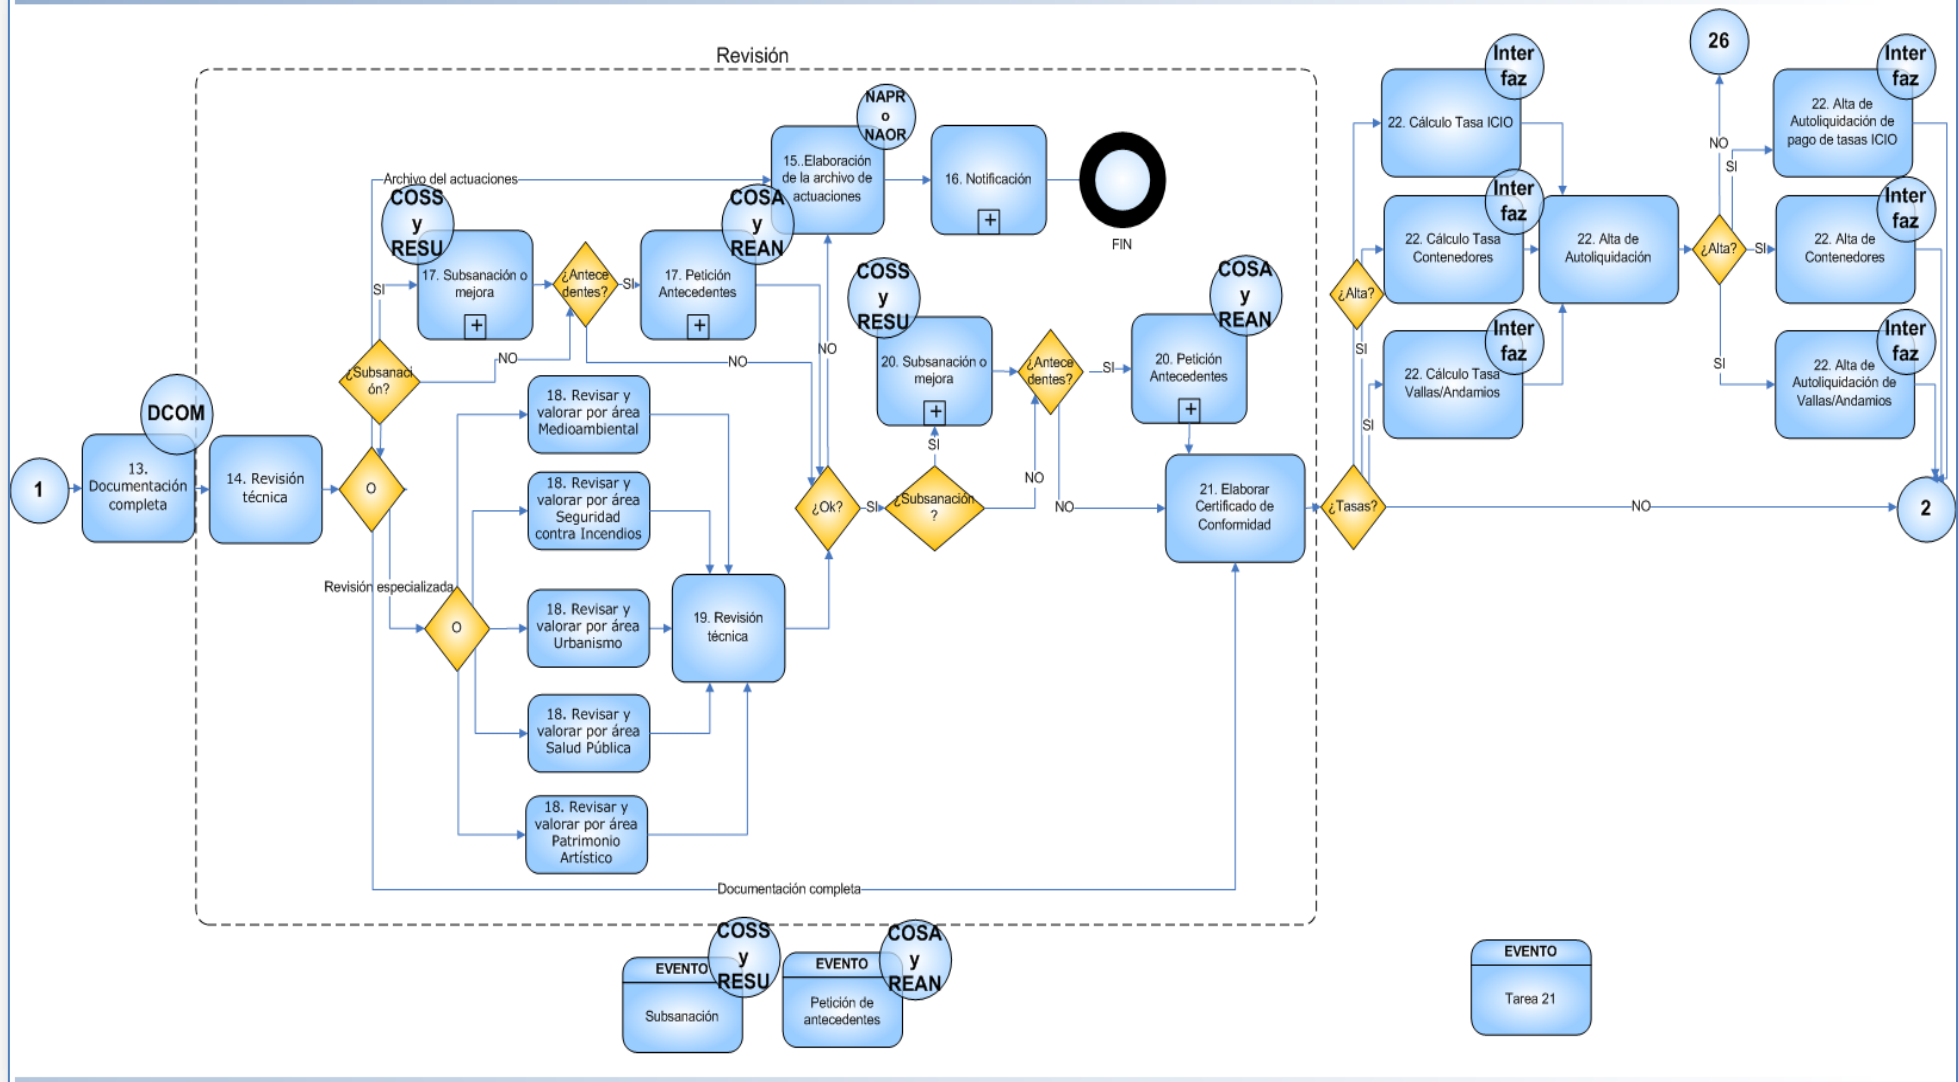 Revisión
1
13.
Documentación
completa
DCOM
14. Revisión
técnica
O
¿Subsanaci
ón?
SI
NO
Archivo del actuaciones
COSS
y
RESU
17. Subsanación o
mejora
¿Antece
dentes?
SI
NO
COSA
y
REAN
17. Petición
Antecedentes
NAPR
o
NAOR
15..Elaboración
de la archivo de
actuaciones
16. Notificación
FIN
Revisión especializada
O
18. Revisar y
valorar por área
Medioambiental
18. Revisar y
valorar por área
Seguridad
contra Incendios
18. Revisar y
valorar por área
Urbanismo
18. Revisar y
valorar por área
Salud Pública
18. Revisar y
valorar por área
Patrimonio
Artístico
19. Revisión
técnica
NO
¿Ok?
SI
¿Subsanación
?
SI
NO
COSS
y
RESU
20. Subsanación o
mejora
¿Antece
dentes?
SI
NO
COSA
y
REAN
20. Petición
Antecedentes
21. Elaborar
Certificado de
Conformidad
Documentación completa
¿Tasas?
NO
SI
SI
¿Alta?
Inter
faz
22. Cálculo Tasa ICIO
Inter
faz
22. Cálculo Tasa
Contenedores
Inter
faz
22. Cálculo Tasa
Vallas/Andamios
22. Alta de
Autoliquidación
¿Alta?
NO
SI
SI
SI
26
Inter
faz
22. Alta de
Autoliquidación de
pago de tasas ICIO
Inter
faz
22. Alta de
Contenedores
Inter
faz
22. Alta de
Autoliquidación de
Vallas/Andamios
2
COSS
y
RESU
EVENTO
Subsanación
COSA
y
REAN
EVENTO
Petición de
antecedentes
EVENTO
Tarea 21